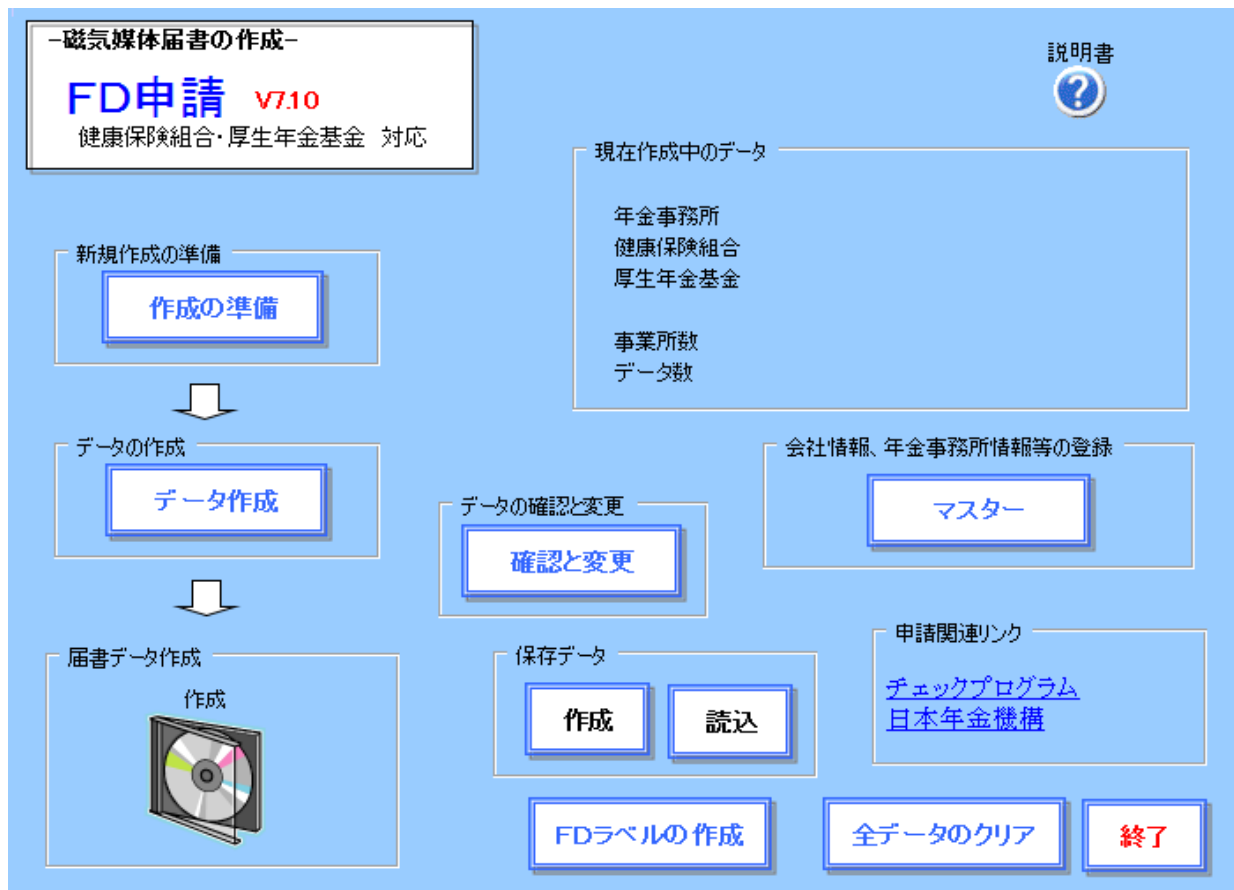 −磁気媒体届書の作成−
FD申請 V7.10
健康保険組合・厚生年金基金 対応
説明書
?
現在作成中のデータ
年金事務所
健康保険組合
厚生年金基金
事業所数
データ数
新規作成の準備
作成の準備
データの作成
データ作成
データの確認と変更
確認と変更
会社情報、年金事務所情報等の登録
マスター
届書データ作成
作成
保存データ
作成 読込
申請関連リンク
チェックプログラム
日本年金機構
FDラベルの作成
全データのクリア
終了